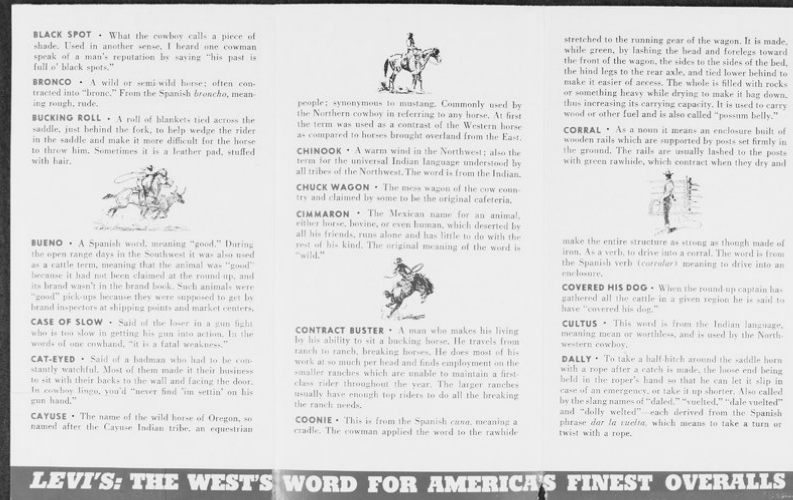 BLACK SPOT • What the cowboy calls a piece of
shade. Used in another sense, I heard one cowman
speak of a man's reputation by saying "his past is
full o' black spots."
BRONCO • A wild or semi-wild horse; often con-
tracted into "bronc." From the Spanish broncho, mean-
ing rough, rude.
BUCKING ROLL • A roll of blankets tied across the
saddle, just behind the fork, to help wedge the rider
in the saddle and make it more difficult for the horse
to throw him. Sometimes it is a leather pad, stuffed
with hair.
BUENO • A Spanish word, meaning "good." During
the open range days in the Southwest it was also used
as a cattle term, meaning that the animal was "good"
because it had not been claimed at the round-up, and
its brand wasn't in the brand book. Such animals were
"good" pick-ups because they were supposed to get by
brand inspectors at shipping points and market centers.
CASE OF SLOW • Said of the loser in a gun fight
who is too slow in getting his gun into action. In the
words of one cowhand, "it is a fatal weakness."
CAT-EYED • Said of a badman who had to be con-
stantly watchful. Most of them made it their business
to sit with their backs to the wall and facing the door.
In cowboy lingo, you'd "never find 'im settin' on his
gun hand."
CAYUSE • The name of the wild horse of Oregon, so
named after the Cayuse Indian tribe, an equestrian
people; synonymous to mustang. Commonly used by
the Northern cowboy in referring to any horse. At first
the term was used as a contrast of the Western horse
as compared to horses brought overland from the East.
CHINOOK • A warm wind in the Northwest; also the
term for the universal Indian language understood by
all tribes of the Northwest. The word is from the Indian.
CHUCK WAGON • The mess wagon of the cow coun-
try and claimed by some to be the original cafeteria.
CIMMARON • The Mexican name for an animal,
either horse, bovine, or even human, which deserted by
all his friends, runs alone and has little to do with the
rest of his kind. The original meaning of the word is
"wild."
CONTRACT BUSTER • A man who makes his living
by his ability to sit a bucking horse. He travels from
ranch to ranch, breaking horses. He does most of his
work at so much per head and finds employment on the
smaller ranches which are unable to maintain a first-
class rider throughout the year. The larger ranches
usually have enough top riders to do all the breaking
the ranch needs.
COONIE • This is from the Spanish cuna, meaning a
cradle. The cowman applied the word to the rawhide
stretched to the running gear of the wagon. It is made,
while green, by lashing the head and forelegs toward
the front of the wagon, the sides to the sides of the bed,
the hind legs to the rear axle, and tied lower behind to
make it easier of access. The whole is filled with rocks
or something heavy while drying to make it bag down,
thus increasing its carrying capacity. It is used to carry
wood or other fuel and is also called "possum belly."
CORRAL • As a noun it means an enclosure built of
wooden rails which are supported by posts set firmly in
the ground. The rails are usually lashed to the posts
with green rawhide, which contract when they dry and
make the entire structure as strong as though made of
iron. As a verb, to drive into a corral. The word is from
the Spanish verb (corralar) meaning to drive into an
enclosure.
COVERED HIS DOG • When the round up captain has
gathered all the cattle in a given region he is said to
have "covered his dog."
CULTUS • This word is from the Indian language,
meaning mean or worthless, and is used by the North-
western cowboy.
DALLY • To take a half-hitch around the saddle horn
with a rope after a catch is made, the loose end being
held in the roper's hand so that he can let it slip in
case of an emergency, or take it up shorter. Also called
by the slang names of "daled," "vuelted," "dale vuelted"
and "dolly welted"—each derived from the Spanish
phrase dar la vuelta, which means to take a turn or
twist with a rope.
LEVI'S: THE WEST'S WORD FOR AMERICA'S FINEST OVERALLS